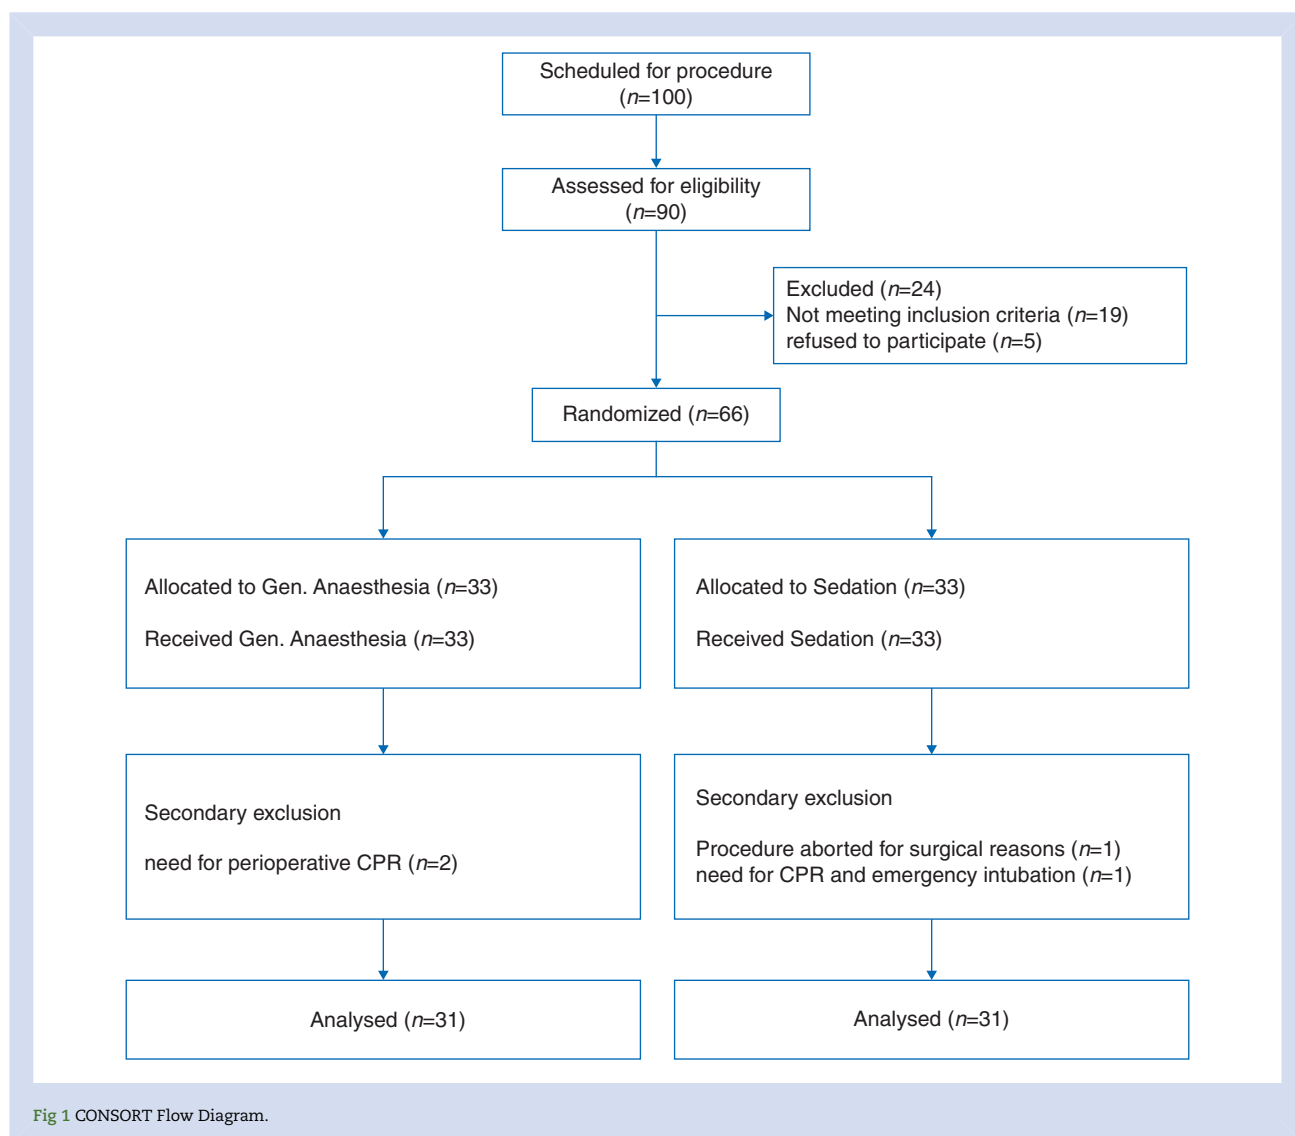 Scheduled for procedure
(n=100)
Assessed for eligibility
(n=90)
Excluded (n=24)
Not meeting inclusion criteria (n=19)
refused to participate (n=5)
Randomized (n=66)
Allocated to Gen. Anaesthesia (n=33)
Received Gen. Anaesthesia (n=33)
Allocated to Sedation (n=33)
Received Sedation (n=33)
Secondary exclusion
need for perioperative CPR (n=2)
Secondary exclusion
Procedure aborted for surgical reasons (n=1)
need for CPR and emergency intubation (n=1)
Analysed (n=31)
Analysed (n=31)
Fig 1 CONSORT Flow Diagram.